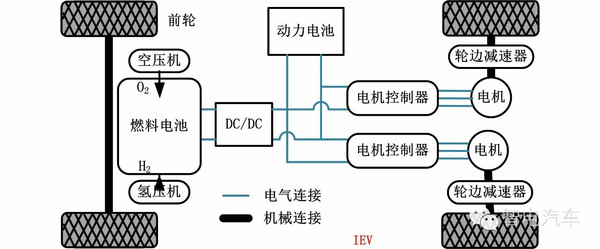 前轮
动力电池
空压机
轮边减速器
O₂
电机控制器
电机
燃料电池
DC/DC
电机控制器
电机
H₂
氢压机
电气连接
轮边减速器
机械连接
智电汽车
IEV